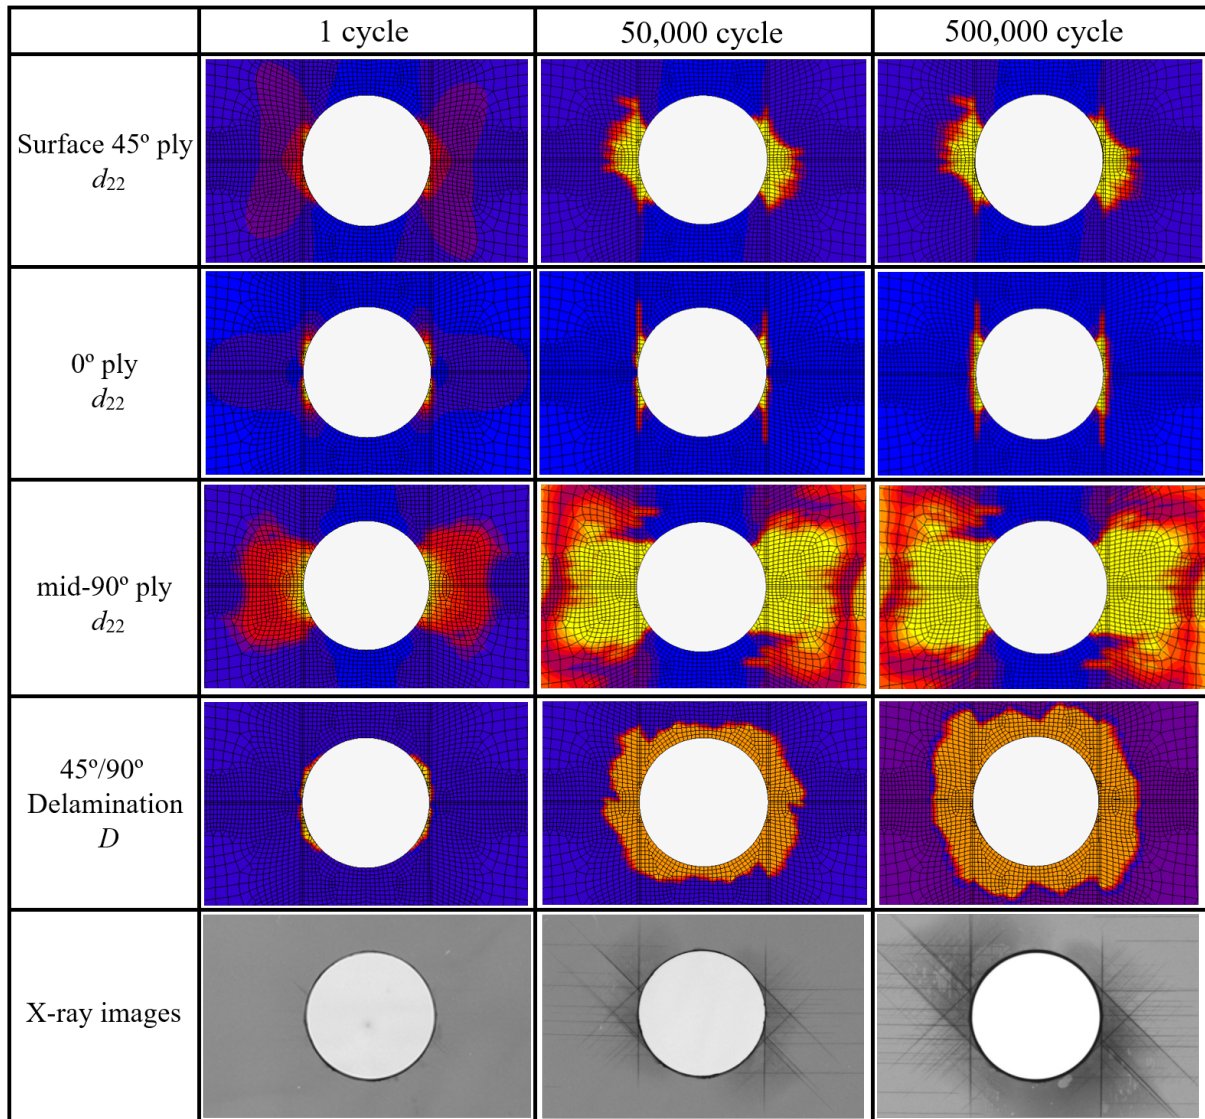 1 cycle
50,000 cycle
500,000 cycle
Surface 45º ply
d22
0º ply
d22
mid-90º ply
d22
45º/90º
Delamination
D
X-ray images